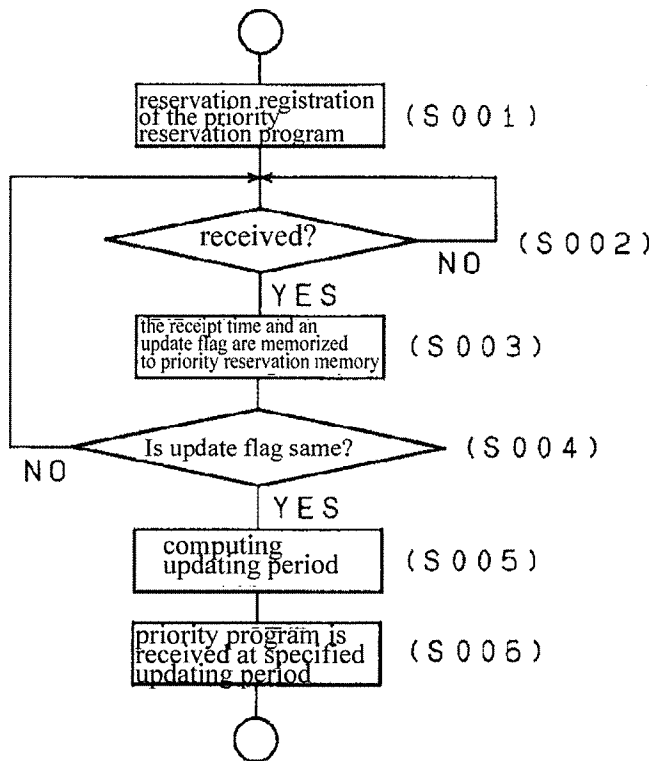 reservation registration
of the priority
reservation program
(S001)
received?
(S002)
NO
YES
the receipt time and an
update flag are memorized
to priority reservation memory
(S003)
Is update flag same?
(S004)
NO
YES
computing
updating period
(S005)
priority program is
received at specified
updating period
(S006)